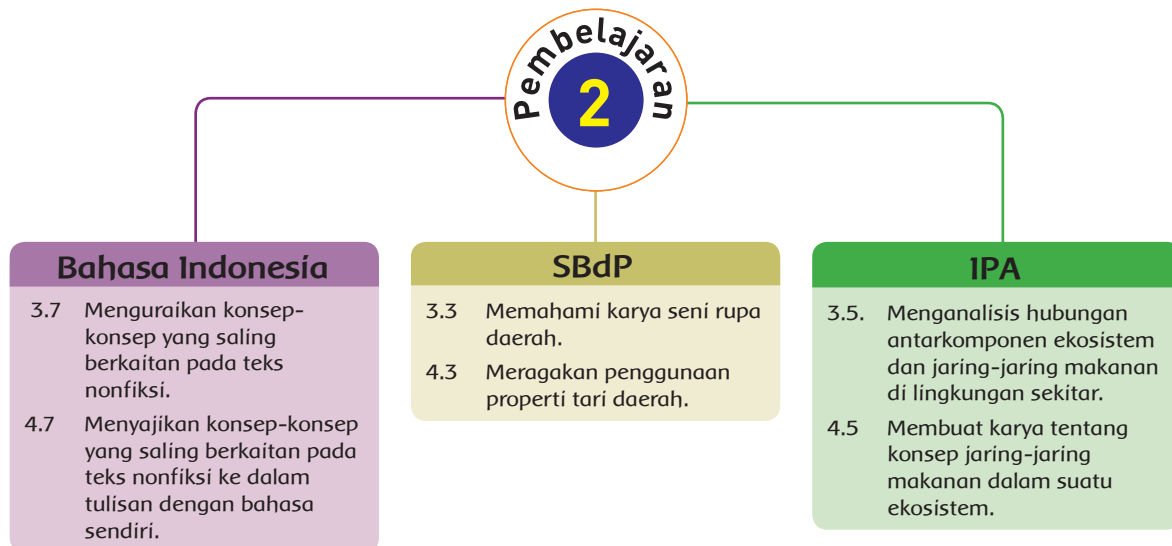 Pembelajaran
2
Bahasa Indonesia
3.7 Menguraikan konsep-
konsep yang saling
berkaitan pada teks
nonfiksi.
4.7 Menyajikan konsep-konsep
yang saling berkaitan pada
teks nonfiksi ke dalam
tulisan dengan bahasa
sendiri.
SBdP
3.3 Memahami karya seni rupa
daerah.
4.3 Meragakan penggunaan
properti tari daerah.
IPA
3.5. Menganalisis hubungan
antarkomponen ekosistem
dan jaring-jaring makanan
di lingkungan sekitar.
4.5 Membuat karya tentang
konsep jaring-jaring
makanan dalam suatu
ekosistem.